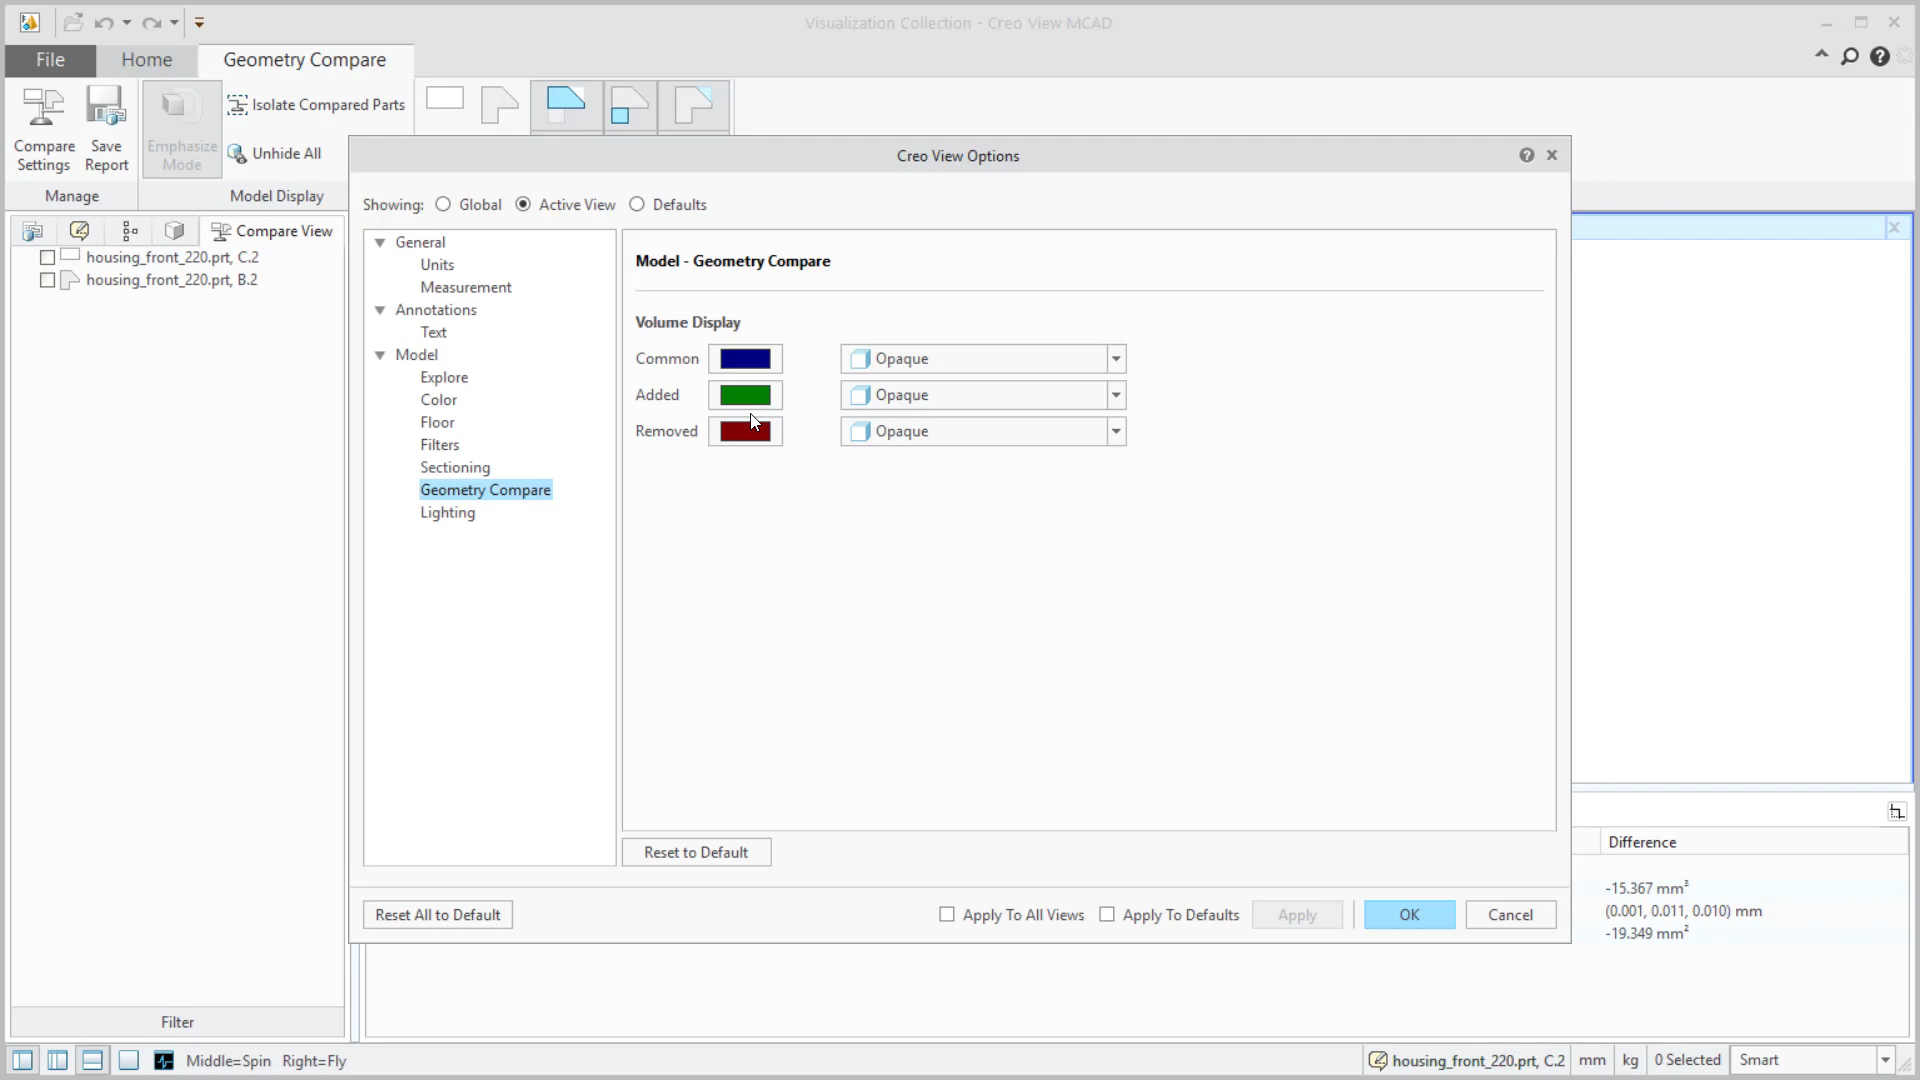 Visualization Collection - Creo View MCAD
File
Home
Geometry Compare
Compare Settings
Save Report
Emphasize Mode
Isolate Compared Parts
Unhide All
Manage
Model Display
Compare View
housing_front_220.prt, C.2
housing_front_220.prt, B.2
Filter
Creo View Options
Showing:
Global
Active View
Defaults
General
Units
Measurement
Annotations
Text
Model
Explore
Color
Floor
Filters
Sectioning
Geometry Compare
Lighting
Model - Geometry Compare
Volume Display
Common
Opaque
Added
Opaque
Removed
Opaque
Reset to Default
Reset All to Default
Apply To All Views
Apply To Defaults
Apply
OK
Cancel
Difference
-15.367 mm³
(0.001, 0.011, 0.010) mm
-19.349 mm²
Middle=Spin Right=Fly
housing_front_220.prt, C.2
mm
kg
0 Selected
Smart